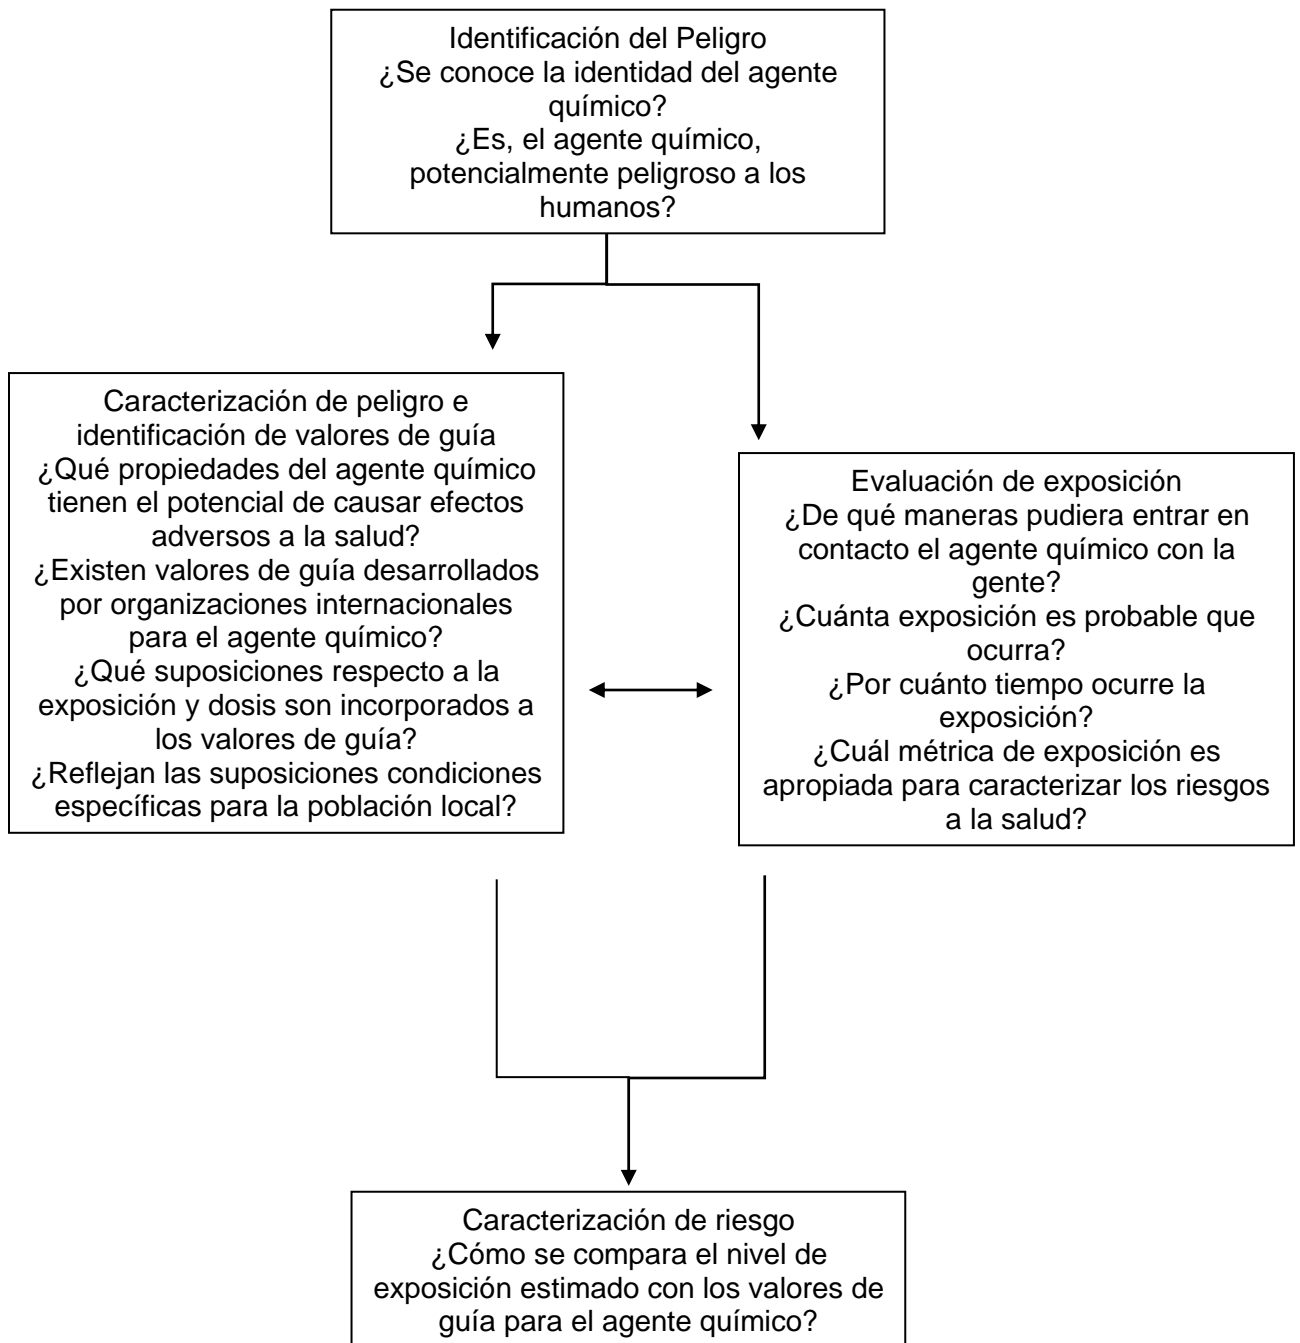 Identificación del Peligro
¿Se conoce la identidad del agente
químico?
¿Es, el agente químico,
potencialmente peligroso a los
humanos?
Caracterización de peligro e
identificación de valores de guía
¿Qué propiedades del agente químico
tienen el potencial de causar efectos
adversos a la salud?
¿Existen valores de guía desarrollados
por organizaciones internacionales
para el agente químico?
¿Qué suposiciones respecto a la
exposición y dosis son incorporados a
los valores de guía?
¿Reflejan las suposiciones condiciones
específicas para la población local?
Evaluación de exposición
¿De qué maneras pudiera entrar en
contacto el agente químico con la
gente?
¿Cuánta exposición es probable que
ocurra?
¿Por cuánto tiempo ocurre la
exposición?
¿Cuál métrica de exposición es
apropiada para caracterizar los riesgos
a la salud?
Caracterización de riesgo
¿Cómo se compara el nivel de
exposición estimado con los valores de
guía para el agente químico?